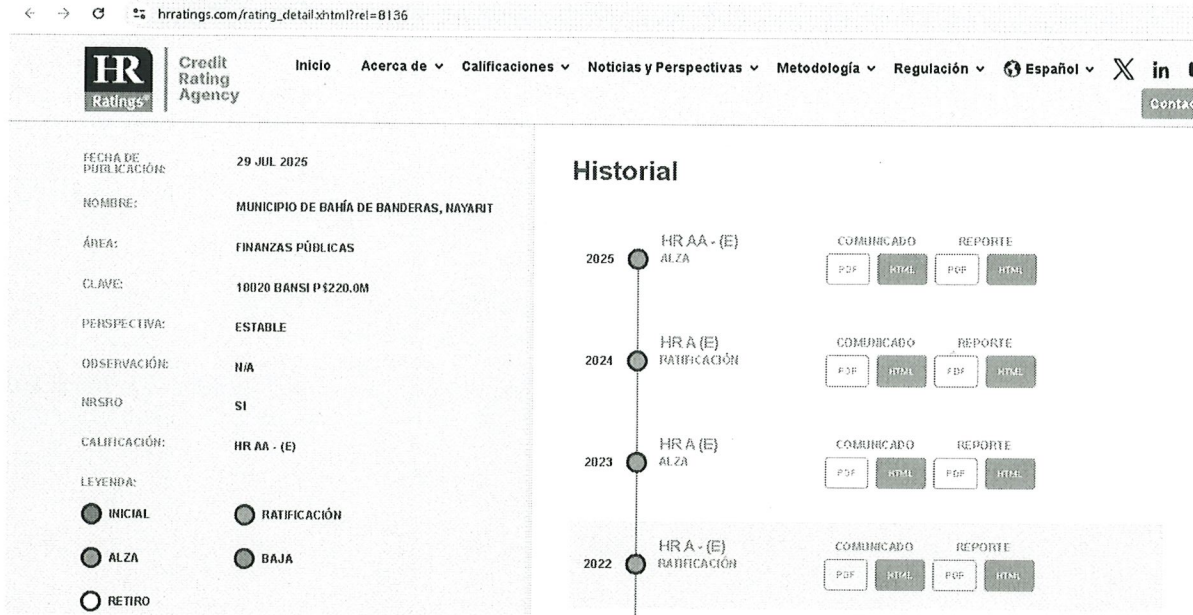 hrratings.com/rating_detail.xhtml?rel=8136
HR
Ratings®
Credit
Rating
Agency
Inicio Acerca de Calificaciones Noticias y Perspectivas Metodología Regulación Español X in
Contac
FECHA DE
PUBLICACIÓN: 29 JUL 2025
NOMBRE: MUNICIPIO DE BAHÍA DE BANDERAS, NAYARIT
ÁREA: FINANZAS PÚBLICAS
CLAVE: 18020 BANSI P$220.0M
PERSPECTIVA: ESTABLE
OBSERVACIÓN: N/A
NRSRO SI
CALIFICACIÓN: HR AA - (E)
LEYENDA:
INICIAL RATIFICACIÓN
ALZA BAJA
RETIRO
Historial
2025 HR AA - (E)
ALZA
COMUNICADO REPORTE
PDF HTML PDF HTML
2024 HR A (E)
RATIFICACIÓN
COMUNICADO REPORTE
PDF HTML PDF HTML
2023 HR A (E)
ALZA
COMUNICADO REPORTE
PDF HTML PDF HTML
2022 HR A - (E)
RATIFICACIÓN
COMUNICADO REPORTE
PDF HTML PDF HTML